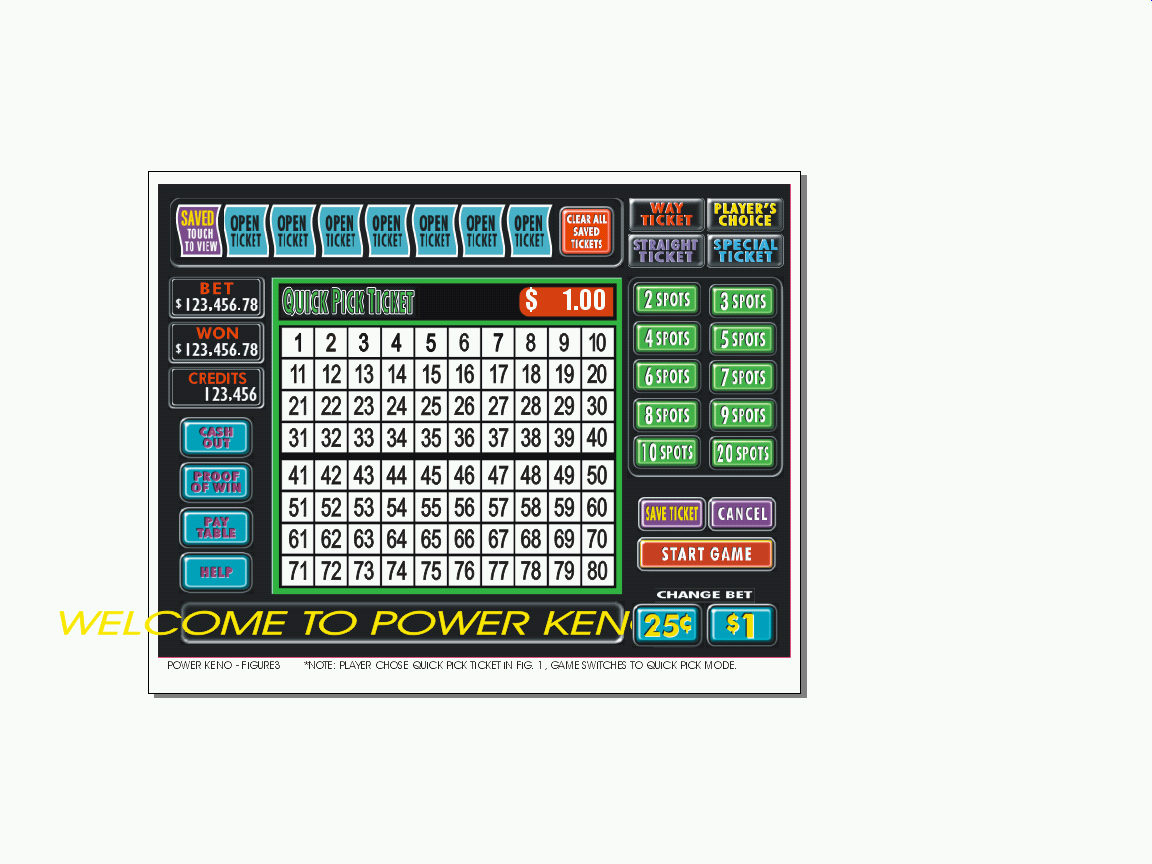 SAVED
TOUCH
TO VIEW
OPEN
TICKET
OPEN
TICKET
OPEN
TICKET
OPEN
TICKET
OPEN
TICKET
OPEN
TICKET
OPEN
TICKET
CLEAR ALL
SAVED
TICKETS
WAY
TICKET
PLAYER'S
CHOICE
STRAIGHT
TICKET
SPECIAL
TICKET
BET
$123,456.78
WON
$123,456.78
CREDITS
123,456
CASH
OUT
PROOF
OF WIN
PAY
TABLE
HELP
QUICK PICK TICKET $ 1.00
1 2 3 4 5 6 7 8 9 10
11 12 13 14 15 16 17 18 19 20
21 22 23 24 25 26 27 28 29 30
31 32 33 34 35 36 37 38 39 40
41 42 43 44 45 46 47 48 49 50
51 52 53 54 55 56 57 58 59 60
61 62 63 64 65 66 67 68 69 70
71 72 73 74 75 76 77 78 79 80
2 SPOTS 3 SPOTS
4 SPOTS 5 SPOTS
6 SPOTS 7 SPOTS
8 SPOTS 9 SPOTS
10 SPOTS 20 SPOTS
SAVE TICKET CANCEL
START GAME
CHANGE BET
25¢ $1
WELCOME TO POWER KEN
POWER KENO - FIGURE3 *NOTE: PLAYER CHOSE QUICK PICK TICKET IN FIG. 1, GAME SWITCHES TO QUICK PICK MODE.